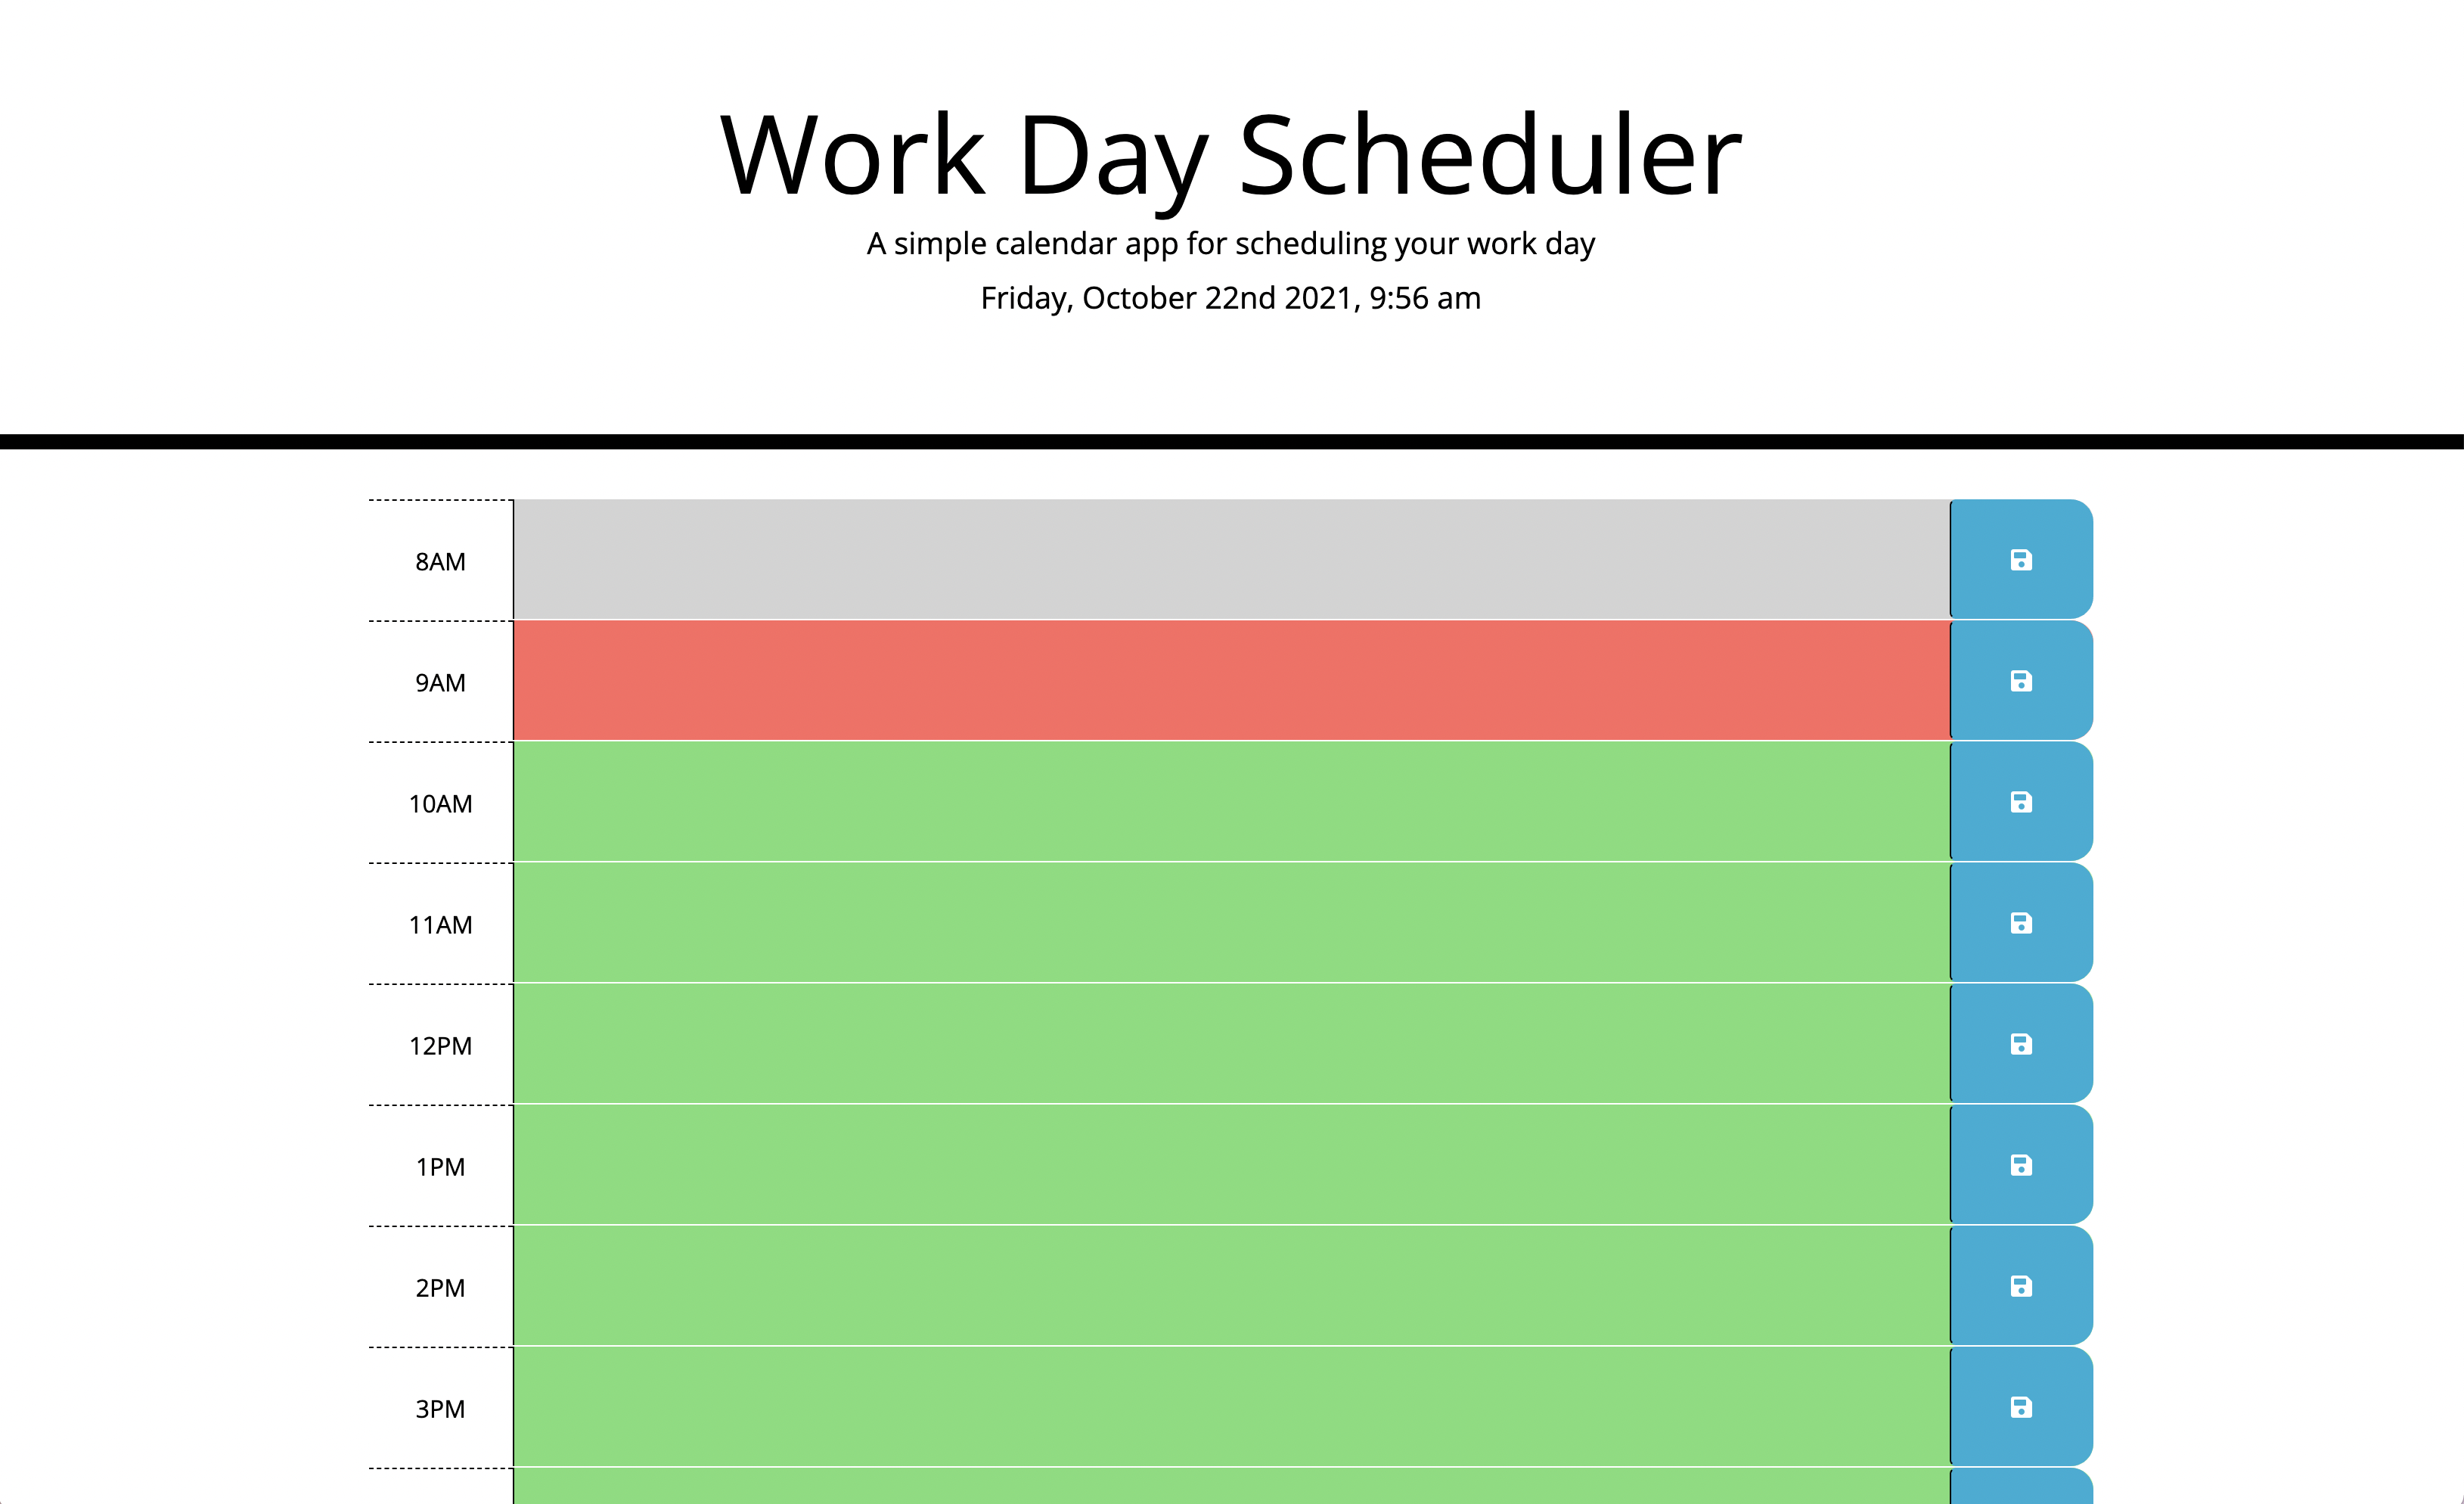 Work Day Scheduler
A simple calendar app for scheduling your work day
Friday, October 22nd 2021, 9:56 am
8AM
9AM
10AM
11AM
12PM
1PM
2PM
3PM